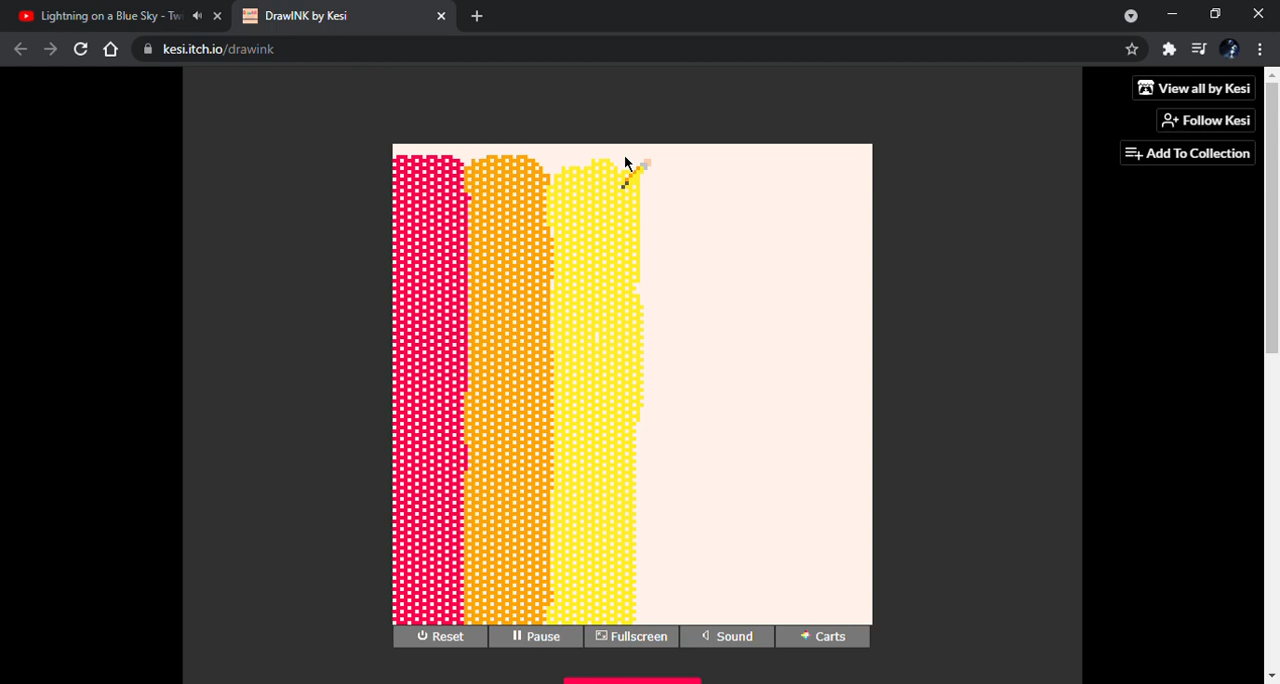 Lightning on a Blue Sky - Tw
DrawINK by Kesi
kesi.itch.io/drawink
View all by Kesi
Follow Kesi
Add To Collection
Reset
Pause
Fullscreen
Sound
Carts